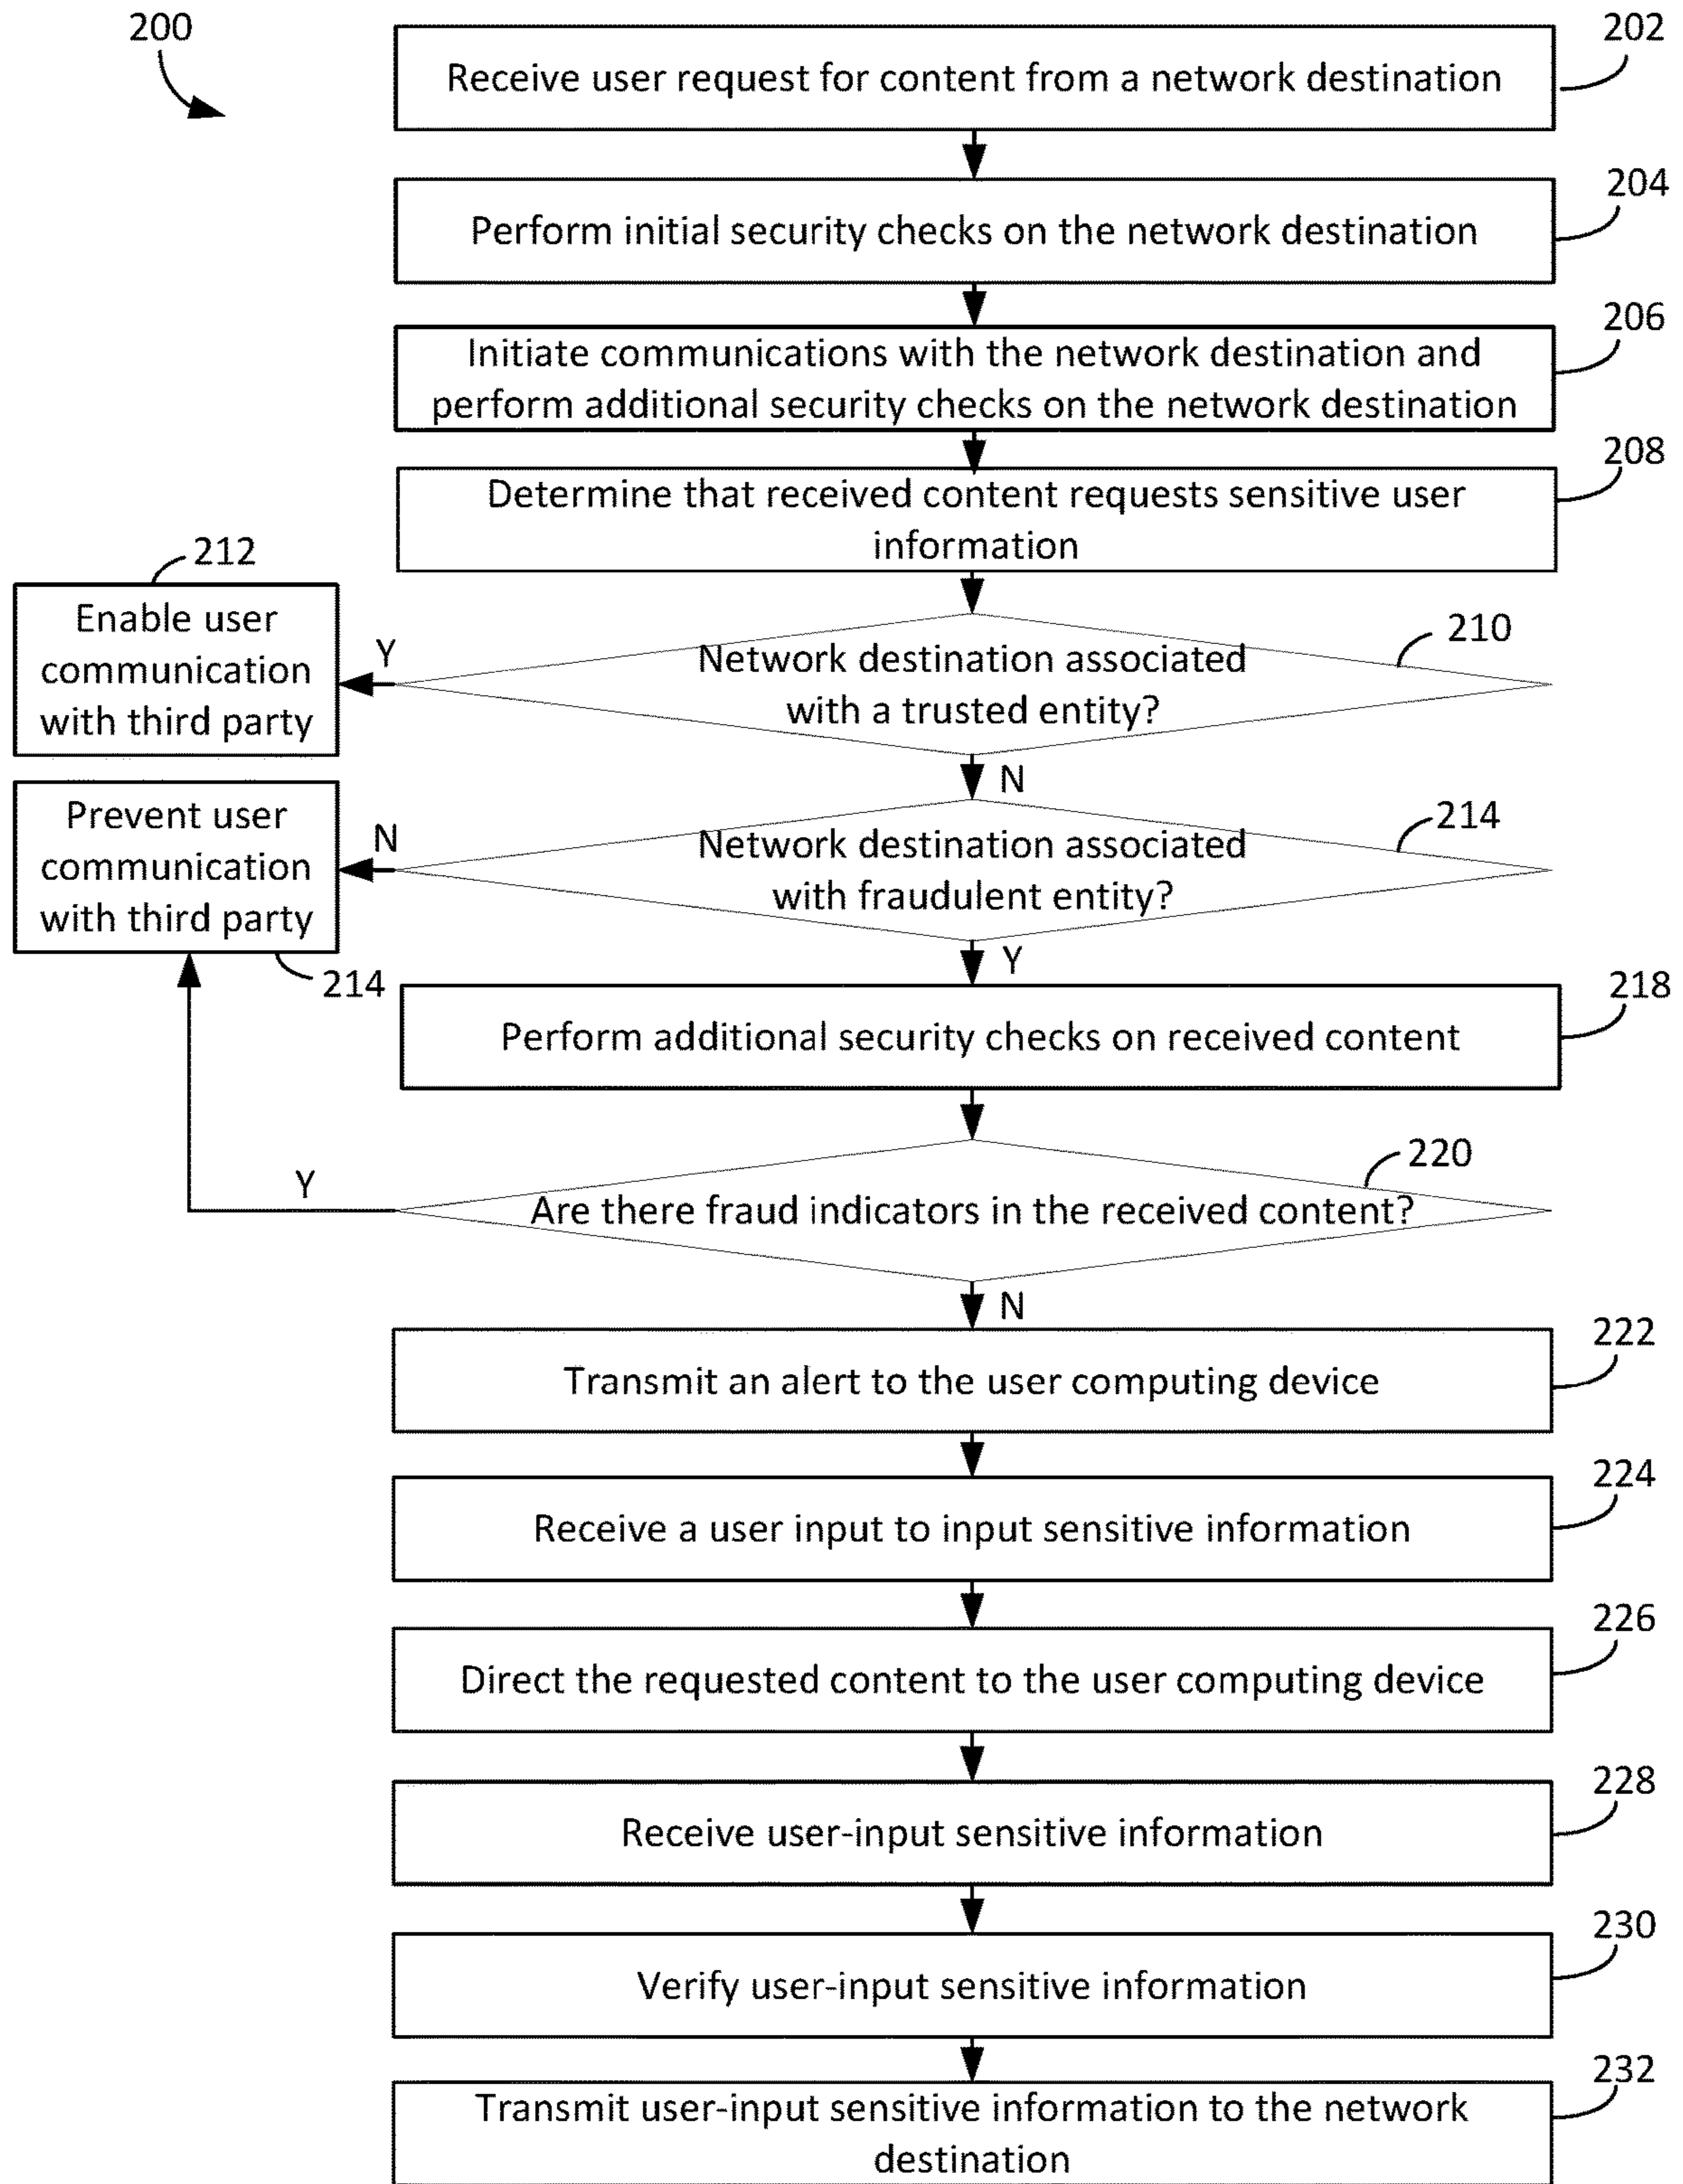 200
202
Receive user request for content from a network destination
204
Perform initial security checks on the network destination
206
Initiate communications with the network destination and
perform additional security checks on the network destination
208
Determine that received content requests sensitive user
information
212
Enable user
communication
with third party
Y
210
Network destination associated
with a trusted entity?
N
Prevent user
communication
with third party
214
N
214
Network destination associated
with fraudulent entity?
Y
218
Perform additional security checks on received content
220
Y
Are there fraud indicators in the received content?
N
222
Transmit an alert to the user computing device
224
Receive a user input to input sensitive information
226
Direct the requested content to the user computing device
228
Receive user-input sensitive information
230
Verify user-input sensitive information
232
Transmit user-input sensitive information to the network
destination